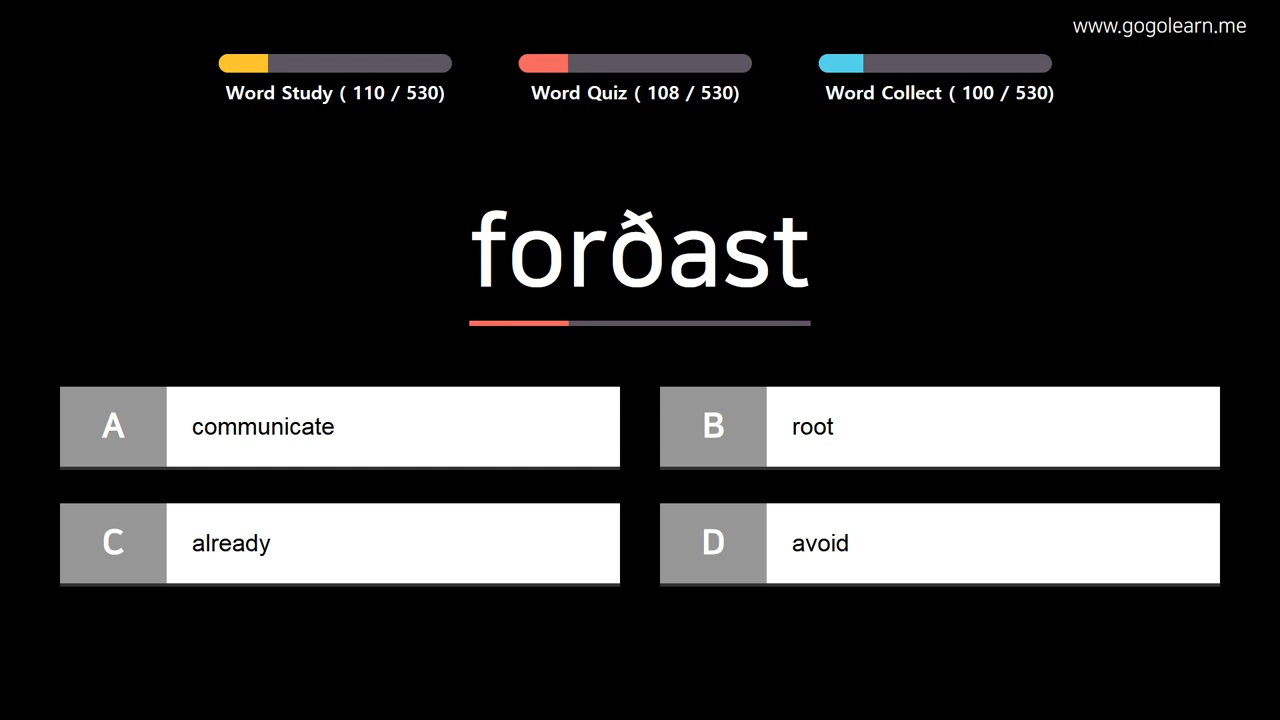 www.gogolearn.me
Word Study ( 110 / 530)
Word Quiz ( 108 / 530)
Word Collect ( 100 / 530)
forðast
A communicate
B root
C already
D avoid